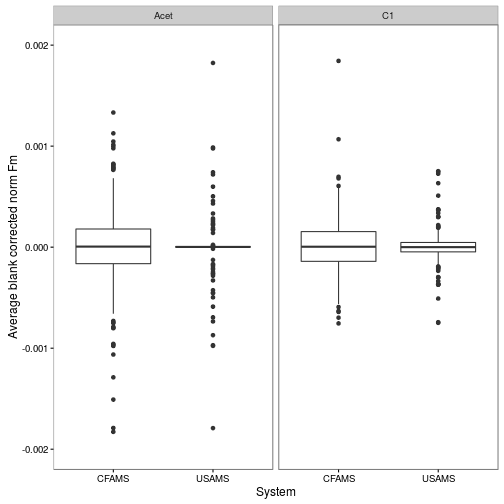 Acet
C1
Average blank corrected norm Fm
0.002
0.001
0.000
-0.001
-0.002
CFAMS
USAMS
CFAMS
USAMS
System